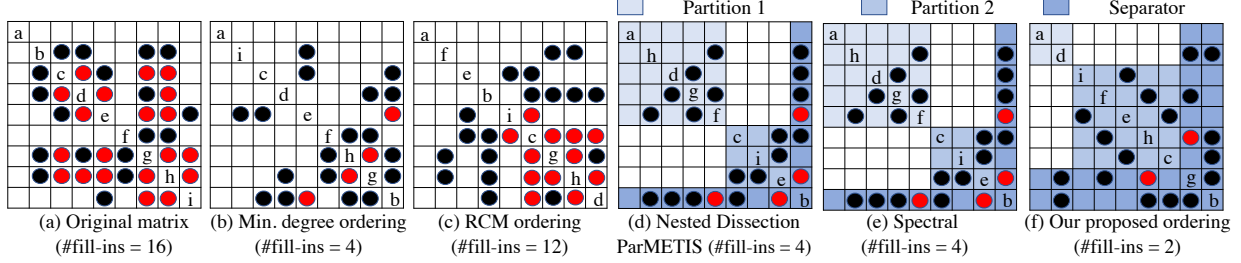 Partition 1 Partition 2 Separator
a a a a a a
b i f h h d
c c e d d i
d d b g g f
e e i f f e
f f c c c h
g h g i i c
h g h e e g
i b d b b b
(a) Original matrix (b) Min. degree ordering (c) RCM ordering (d) Nested Dissection (e) Spectral (f) Our proposed ordering
(#fill-ins = 16) (#fill-ins = 4) (#fill-ins = 12) ParMETIS (#fill-ins = 4) (#fill-ins = 4) (#fill-ins = 2)